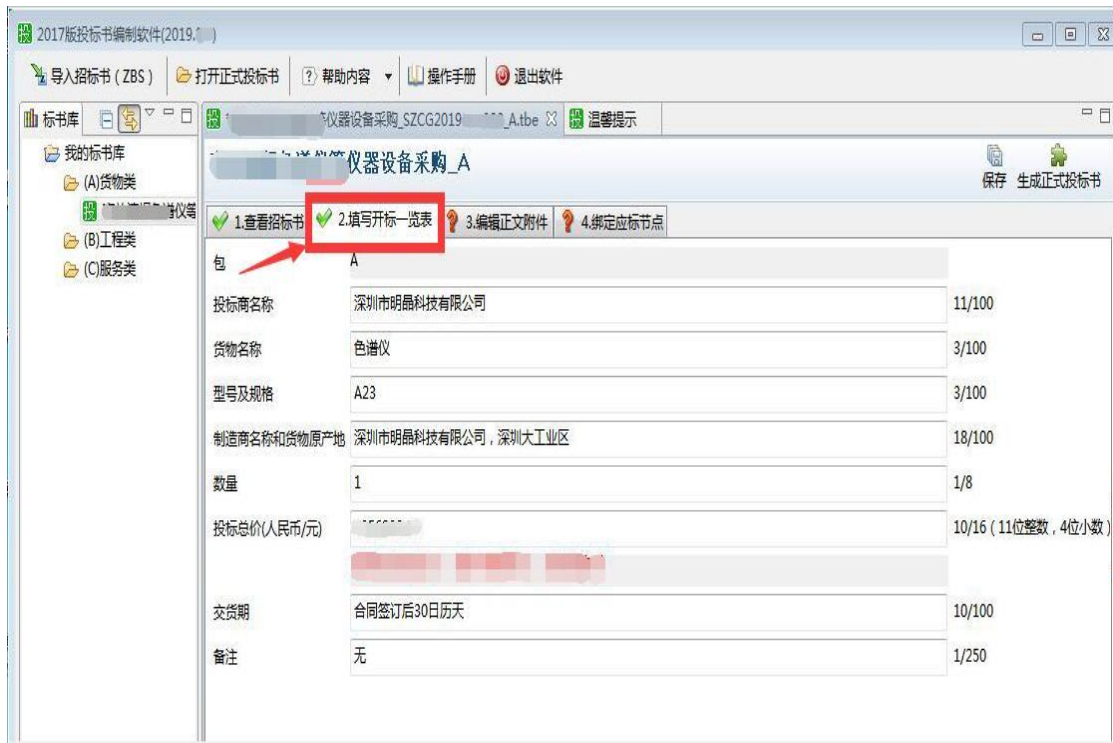 投 2017版投标书编制软件(2019.
导入招标书(ZBS) 打开正式投标书 ? 帮助内容 操作手册 退出软件
标书库 投 仪器设备采购_SZCG2019 _A.tbe 投 温馨提示
我的标书库
仪器设备采购_A
保存 生成正式投标书
(A)货物类
投 仪等
(B)工程类
(C)服务类
1.查看招标书 2.填写开标一览表 ? 3.编辑正文附件 ? 4.绑定应标节点
包 A
投标商名称 深圳市明晶科技有限公司 11/100
货物名称 色谱仪 3/100
型号及规格 A23 3/100
制造商名称和货物原产地 深圳市明晶科技有限公司，深圳大工业区 18/100
数量 1 1/8
投标总价(人民币/元) 10/16(11位整数，4位小数)
交货期 合同签订后30日历天 10/100
备注 无 1/250